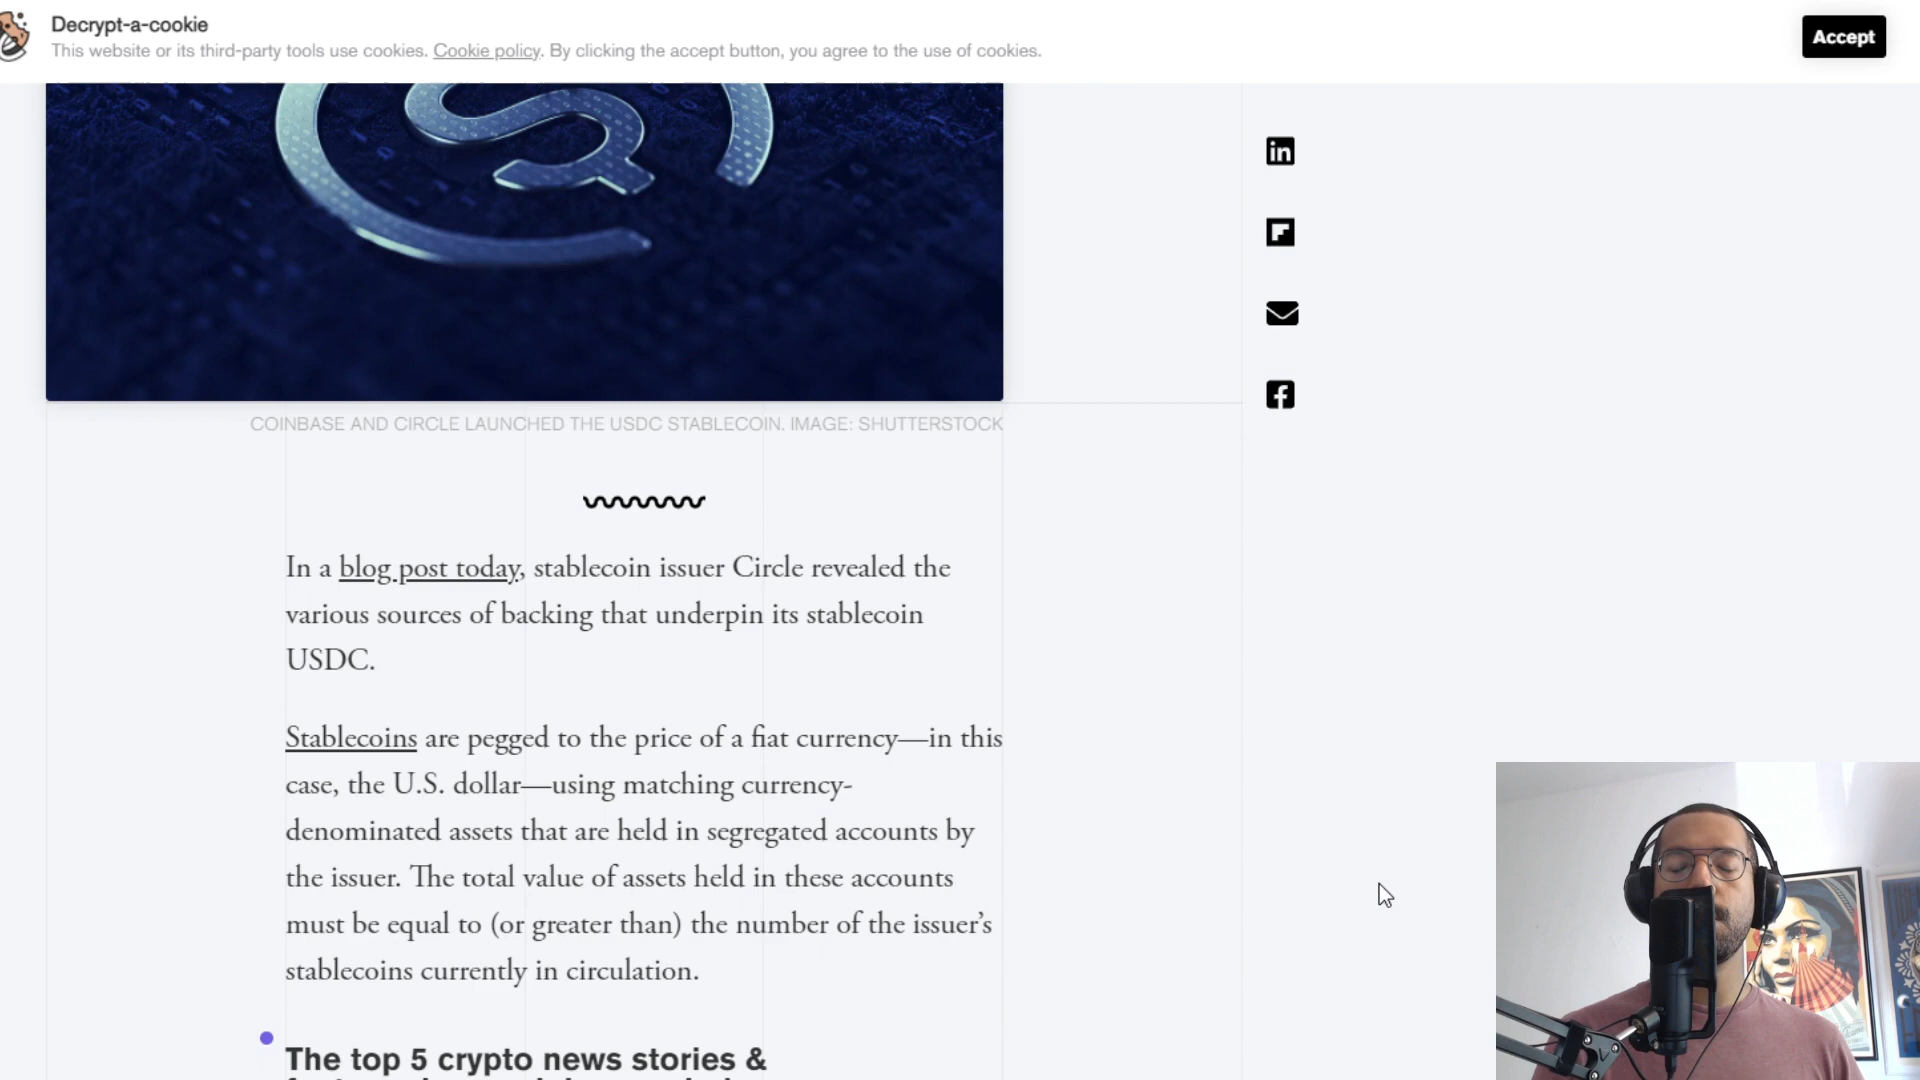 Decrypt-a-cookie
This website or its third-party tools use cookies. Cookie policy. By clicking the accept button, you agree to the use of cookies.
Accept
COINBASE AND CIRCLE LAUNCHED THE USDC STABLECOIN. IMAGE: SHUTTERSTOCK
In a blog post today, stablecoin issuer Circle revealed the
various sources of backing that underpin its stablecoin
USDC.
Stablecoins are pegged to the price of a fiat currency—in this
case, the U.S. dollar—using matching currency-
denominated assets that are held in segregated accounts by
the issuer. The total value of assets held in these accounts
must be equal to (or greater than) the number of the issuer's
stablecoins currently in circulation.
The top 5 crypto news stories &